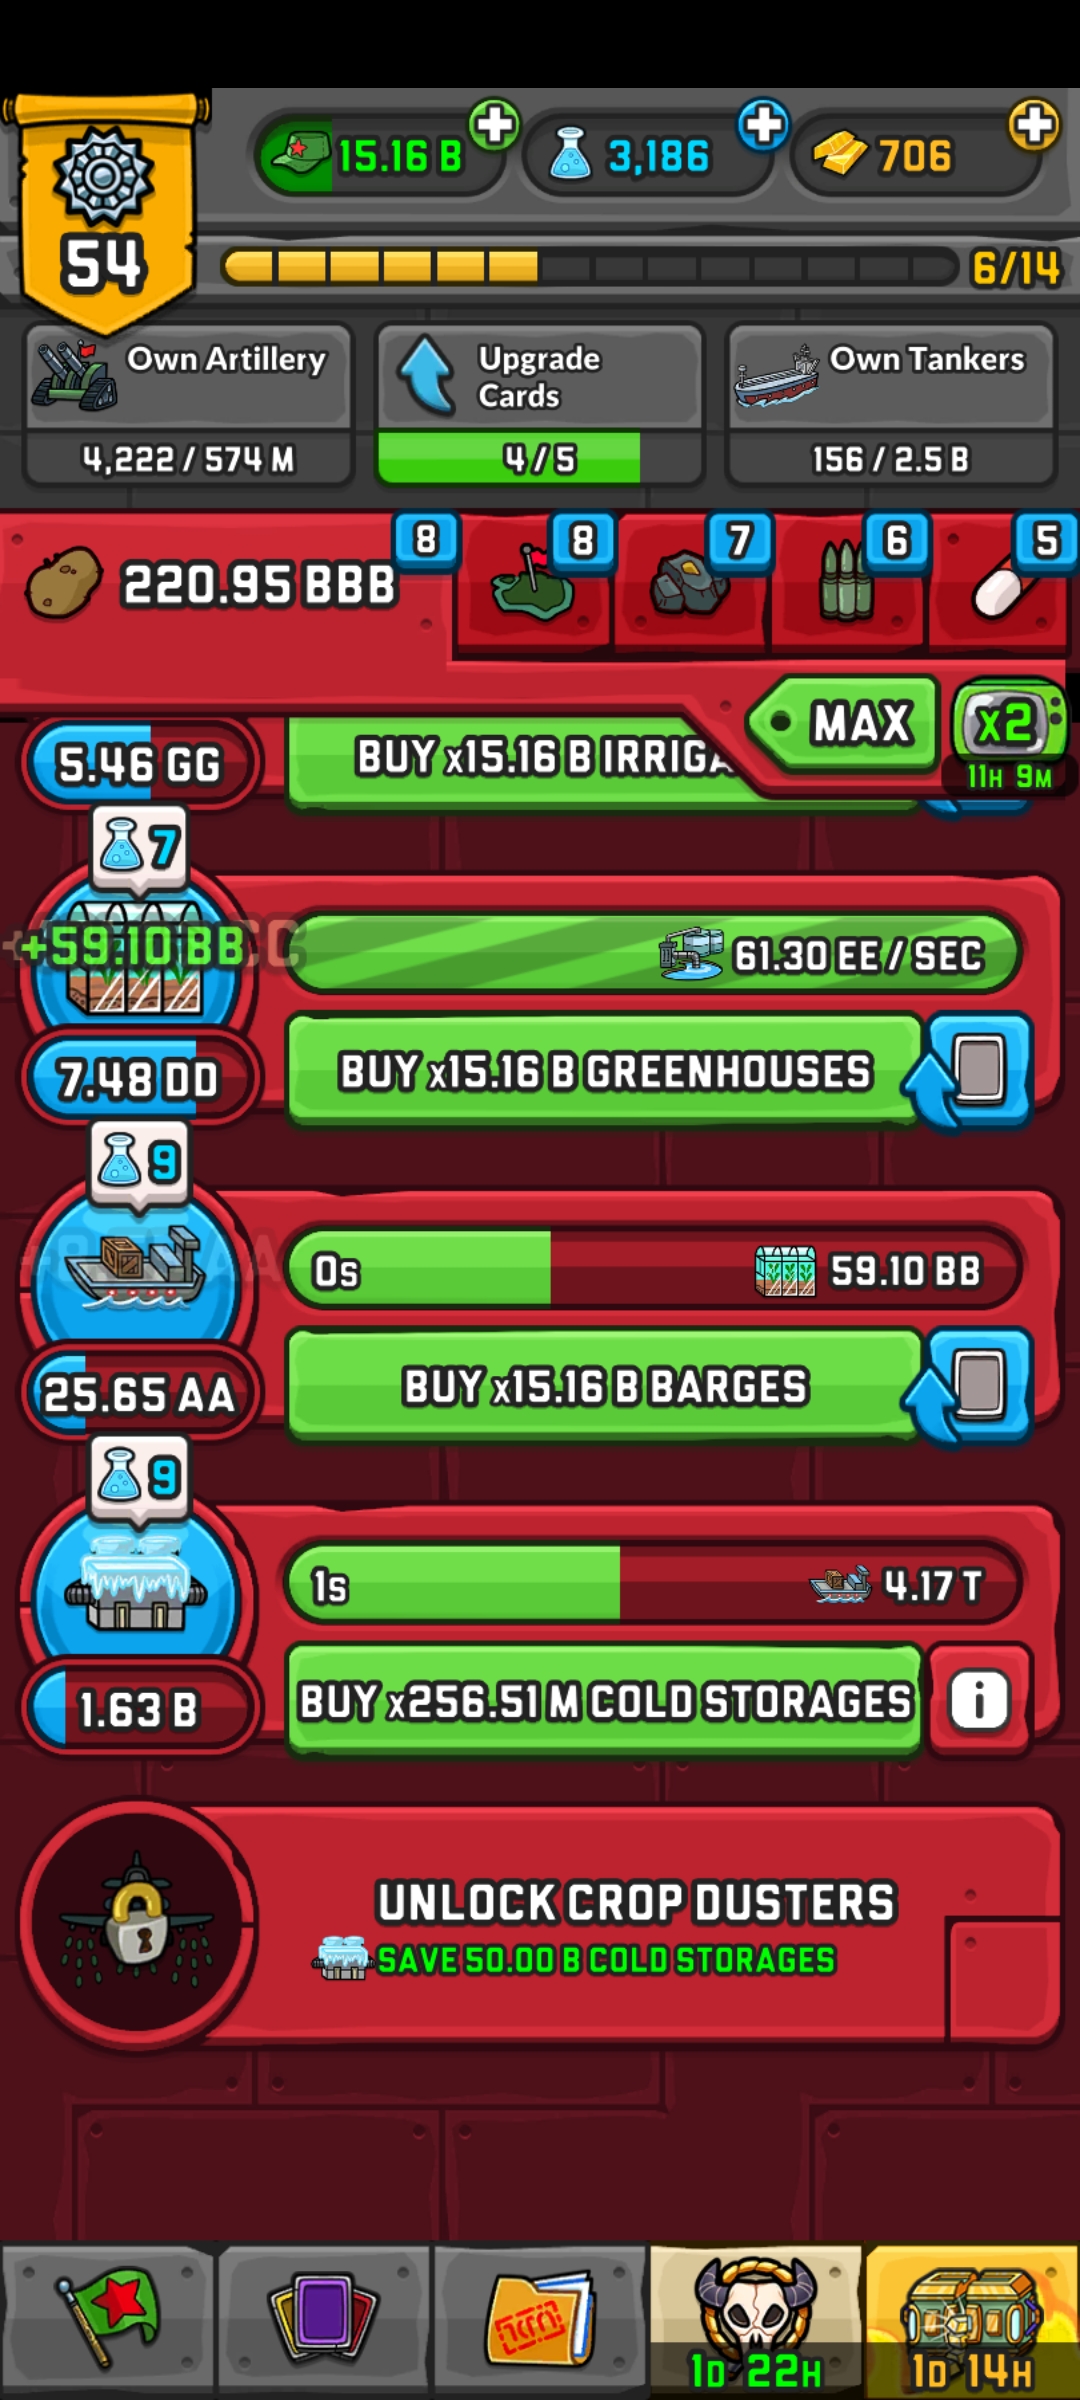 15.16 B
3,186
706
54
6/14
Own Artillery
4,222 / 574 M
Upgrade
Cards
4 / 5
Own Tankers
156 / 2.5 B
220.95 BBB
8
8
7
6
5
MAX
x2
11H 9M
5.46 GG
BUY x15.16 B IRRIGA
7
+59.10 BB
61.30 EE / SEC
7.48 DD
BUY x15.16 B GREENHOUSES
9
0s
59.10 BB
25.65 AA
BUY x15.16 B BARGES
9
1s
4.17 T
1.63 B
BUY x256.51 M COLD STORAGES
i
UNLOCK CROP DUSTERS
SAVE 50.00 B COLD STORAGES
1D 22H
1D 14H